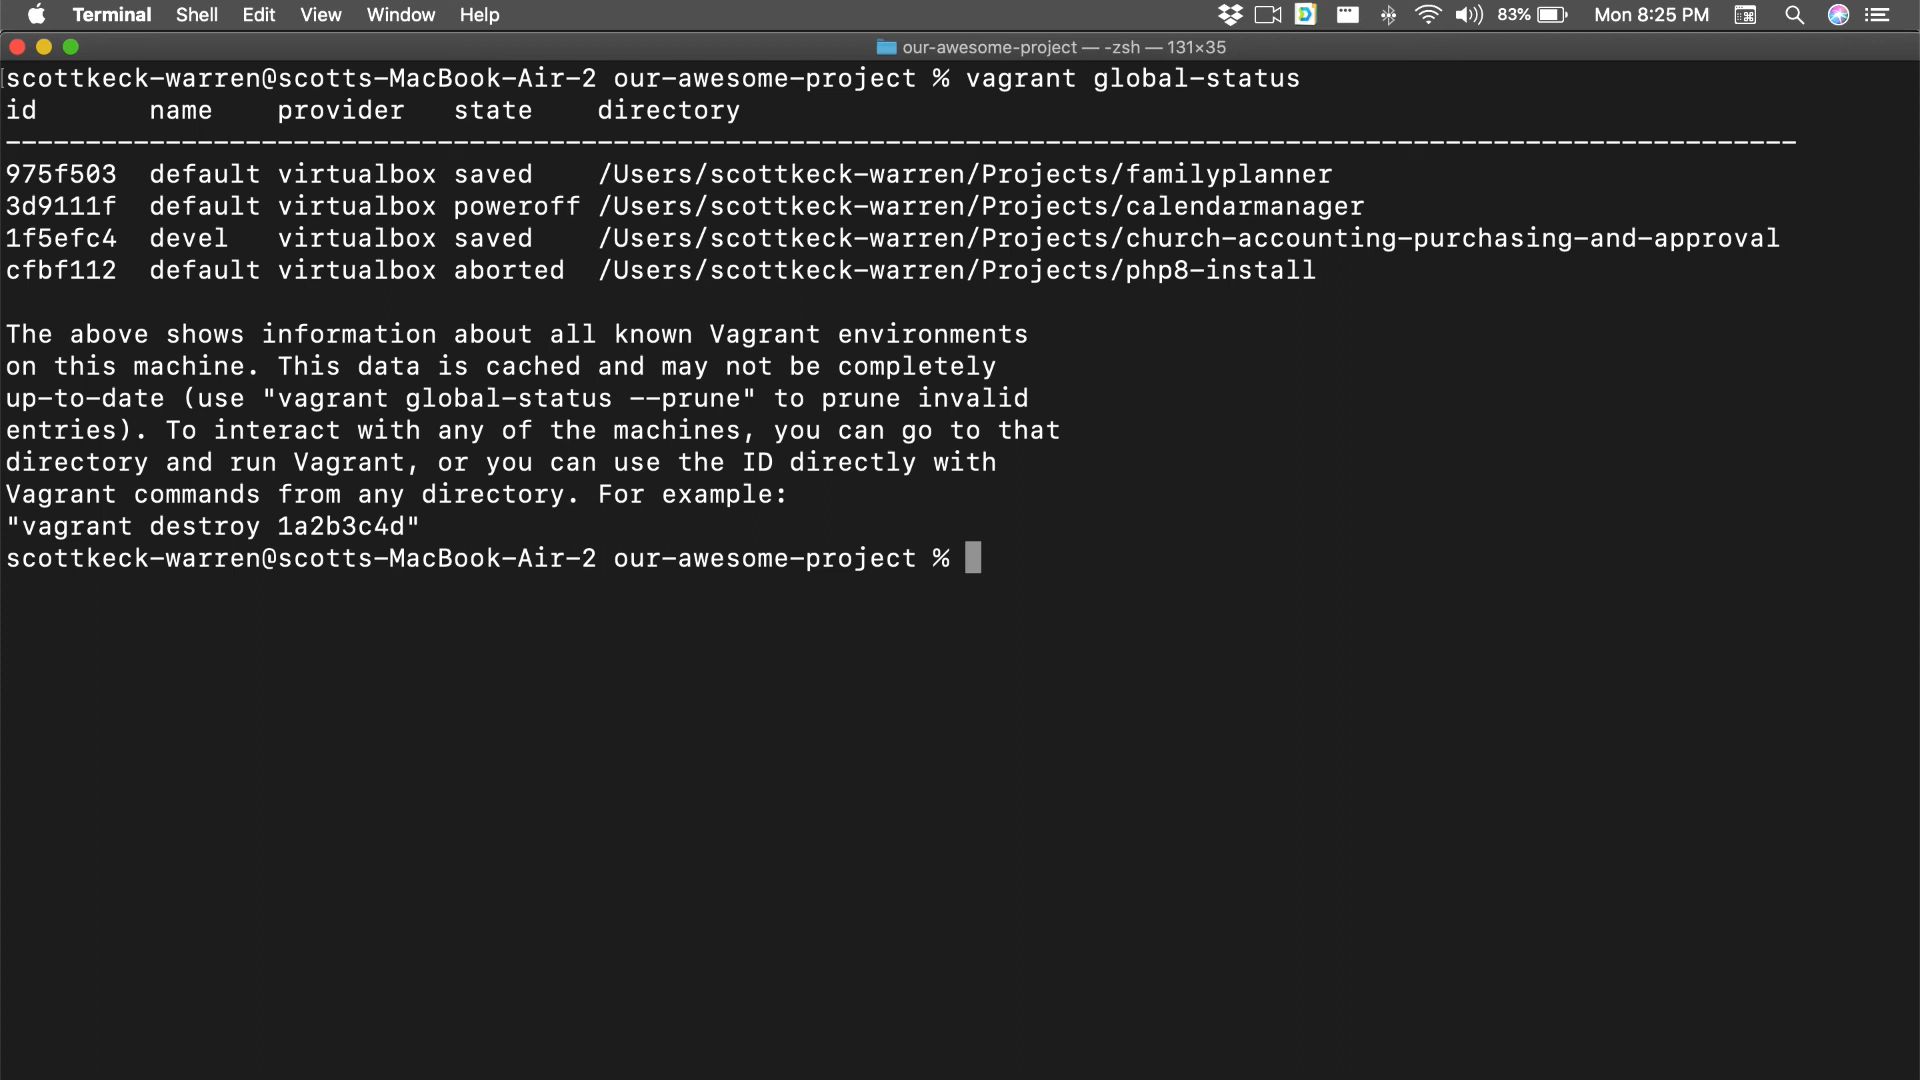 Terminal Shell Edit View Window Help 83% Mon 8:25 PM
our-awesome-project — -zsh — 131×35
scottkeck-warren@scotts-MacBook-Air-2 our-awesome-project % vagrant global-status
id name provider state directory
----------------------------------------------------------------------------------------------------------------
975f503 default virtualbox saved /Users/scottkeck-warren/Projects/familyplanner
3d9111f default virtualbox poweroff /Users/scottkeck-warren/Projects/calendarmanager
1f5efc4 devel virtualbox saved /Users/scottkeck-warren/Projects/church-accounting-purchasing-and-approval
cfbf112 default virtualbox aborted /Users/scottkeck-warren/Projects/php8-install
The above shows information about all known Vagrant environments
on this machine. This data is cached and may not be completely
up-to-date (use "vagrant global-status --prune" to prune invalid
entries). To interact with any of the machines, you can go to that
directory and run Vagrant, or you can use the ID directly with
Vagrant commands from any directory. For example:
"vagrant destroy 1a2b3c4d"
scottkeck-warren@scotts-MacBook-Air-2 our-awesome-project %